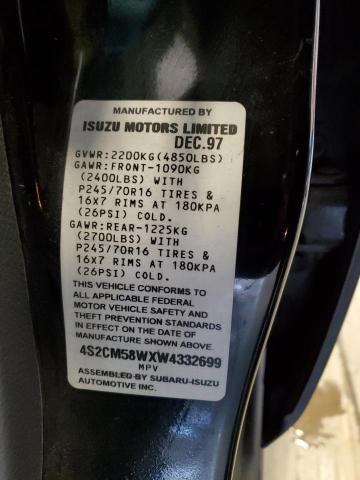 MANUFACTURED BY
ISUZU MOTORS LIMITED
DEC.97
GVWR:2200KG(4850LBS)
GAWR:FRONT-1090KG
(2400LBS) WITH
P245/70R16 TIRES &
16X7 RIMS AT 180KPA
(26PSI) COLD.
GAWR:REAR-1225KG
(2700LBS) WITH
P245/70R16 TIRES &
16X7 RIMS AT 180KPA
(26PSI) COLD.
THIS VEHICLE CONFORMS TO
ALL APPLICABLE FEDERAL
MOTOR VEHICLE SAFETY AND
THEFT PREVENTION STANDARDS
IN EFFECT ON THE DATE OF
MANUFACTURE SHOWN ABOVE.
4S2CM58WXW4332699
MPV
ASSEMBLED BY SUBARU-ISUZU
AUTOMOTIVE INC.